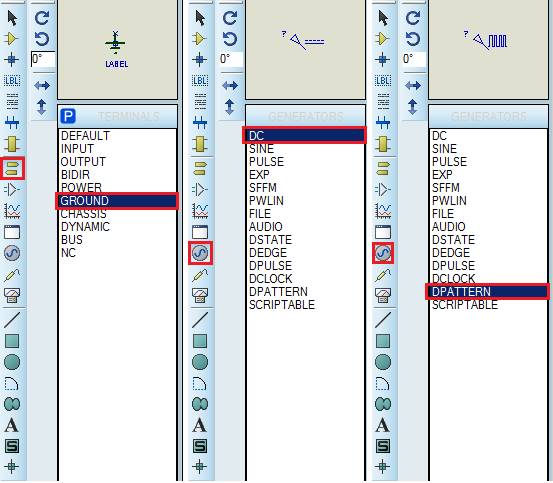 0°
LABEL
LBL
P
TERMINALS
DEFAULT
INPUT
OUTPUT
BIDIR
POWER
GROUND
CHASSIS
DYNAMIC
BUS
NC
A
S
0°
?
LBL
GENERATORS
DC
SINE
PULSE
EXP
SFFM
PWLIN
FILE
AUDIO
DSTATE
DEDGE
DPULSE
DCLOCK
DPATTERN
SCRIPTABLE
A
S
0°
?
LBL
GENERATORS
DC
SINE
PULSE
EXP
SFFM
PWLIN
FILE
AUDIO
DSTATE
DEDGE
DPULSE
DCLOCK
DPATTERN
SCRIPTABLE
A
S